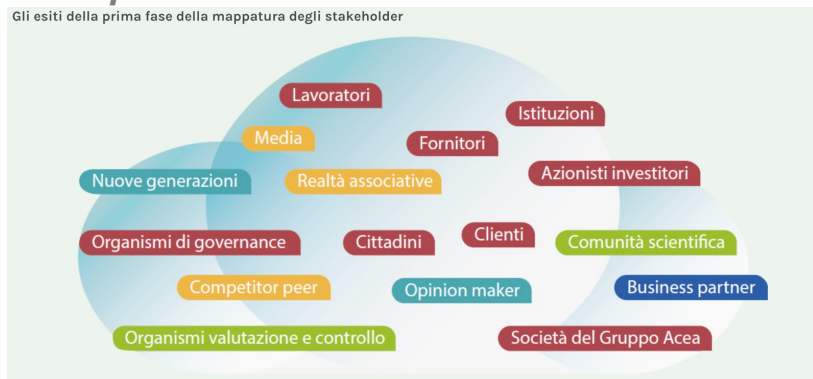 Gli esiti della prima fase della mappatura degli stakeholder
Lavoratori
Istituzioni
Media
Fornitori
Nuove generazioni
Realtà associative
Azionisti investitori
Organismi di governance
Cittadini
Clienti
Comunità scientifica
Competitor peer
Opinion maker
Business partner
Organismi valutazione e controllo
Società del Gruppo Acea